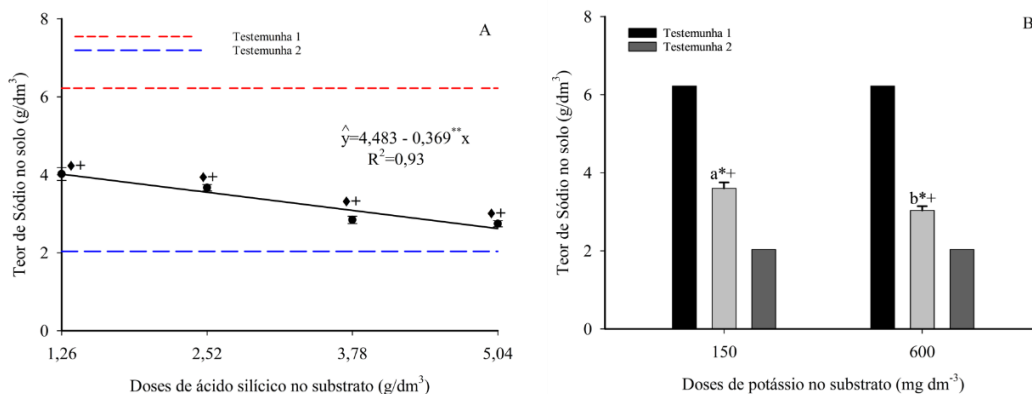 8
Testemunha 1
Testemunha 2
A
6
ŷ=4,483 - 0,369**x
R²=0,93
♦+
♦+
♦+
♦+
4
2
0
Teor de Sódio no solo (g/dm³)
1,26
2,52
3,78
5,04
Doses de ácido silícico no substrato (g/dm³)
8
Testemunha 1
Testemunha 2
B
6
a*+
b*+
4
2
0
Teor de Sódio no solo (g/dm³)
150
600
Doses de potássio no substrato (mg dm⁻³)